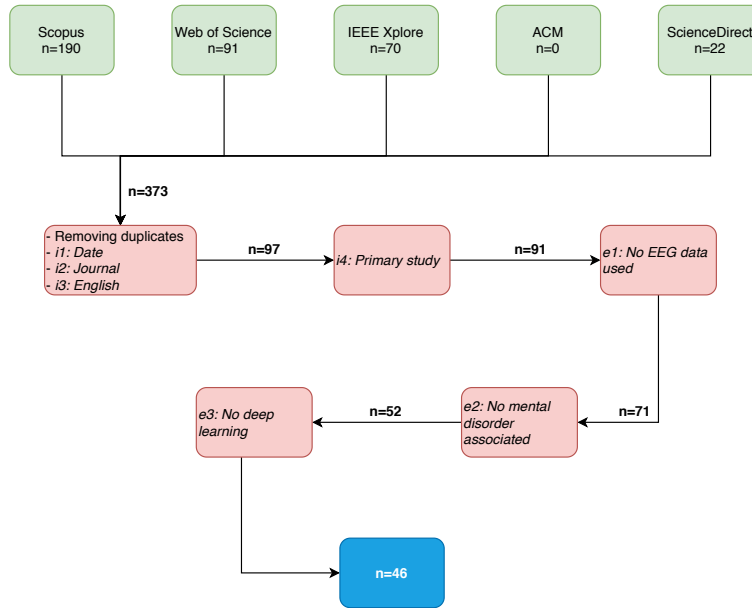 Scopus
n=190
Web of Science
n=91
IEEE Xplore
n=70
ACM
n=0
ScienceDirect
n=22
n=373
- Removing duplicates
- i1: Date
- i2: Journal
- i3: English
n=97
i4: Primary study
n=91
e1: No EEG data
used
n=71
e2: No mental
disorder
associated
n=52
e3: No deep
learning
n=46